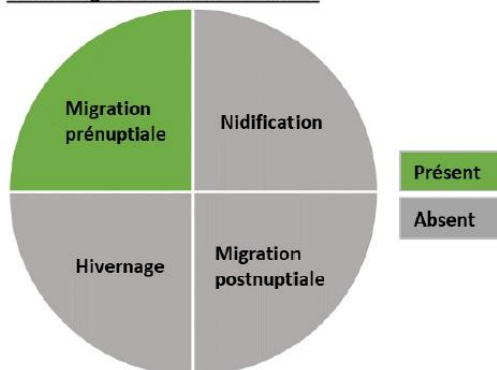 Migration
prénuptiale
Nidification
Présent
Absent
Hivernage
Migration
postnuptiale